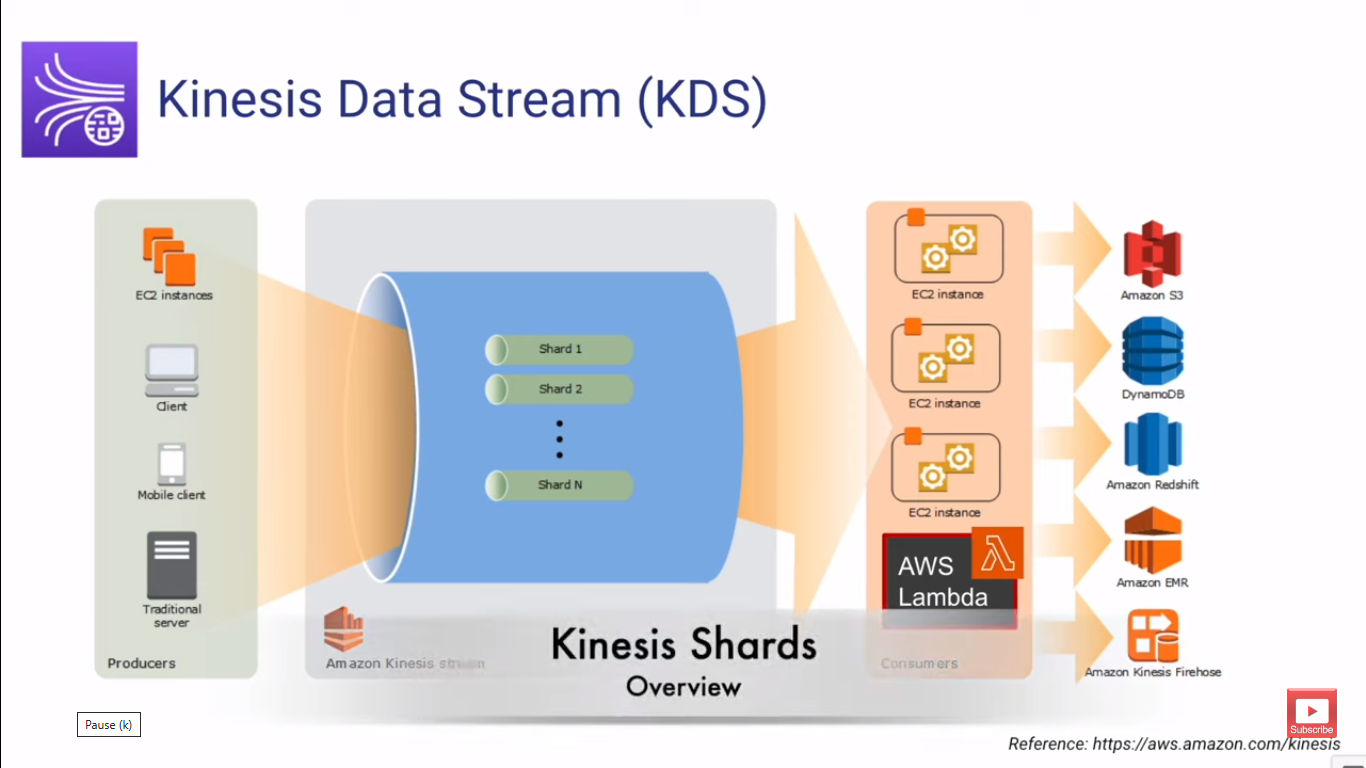 Kinesis Data Stream (KDS)
EC2 instances
Client
Mobile client
Traditional
server
Producers
Shard 1
Shard 2
Shard N
Amazon Kinesis stream
EC2 instance
EC2 instance
EC2 instance
AWS
Lambda
Consumers
Amazon S3
DynamoDB
Amazon Redshift
Amazon EMR
Amazon Kinesis Firehose
Kinesis Shards
Overview
Pause (k)
Subscribe
Reference: https://aws.amazon.com/kinesis